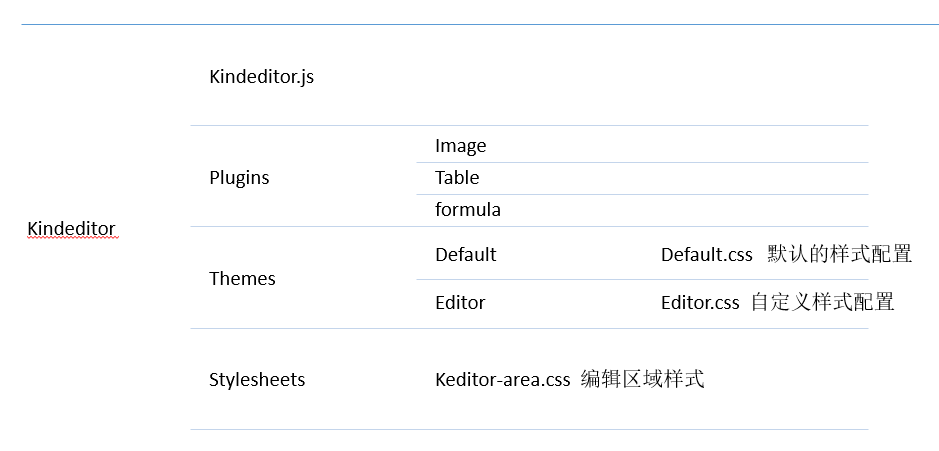 Kindeditor.js
Image
Plugins
Table
formula
Kindeditor
Default
Default.css 默认的样式配置
Themes
Editor
Editor.css 自定义样式配置
Stylesheets
Keditor-area.css 编辑区域样式